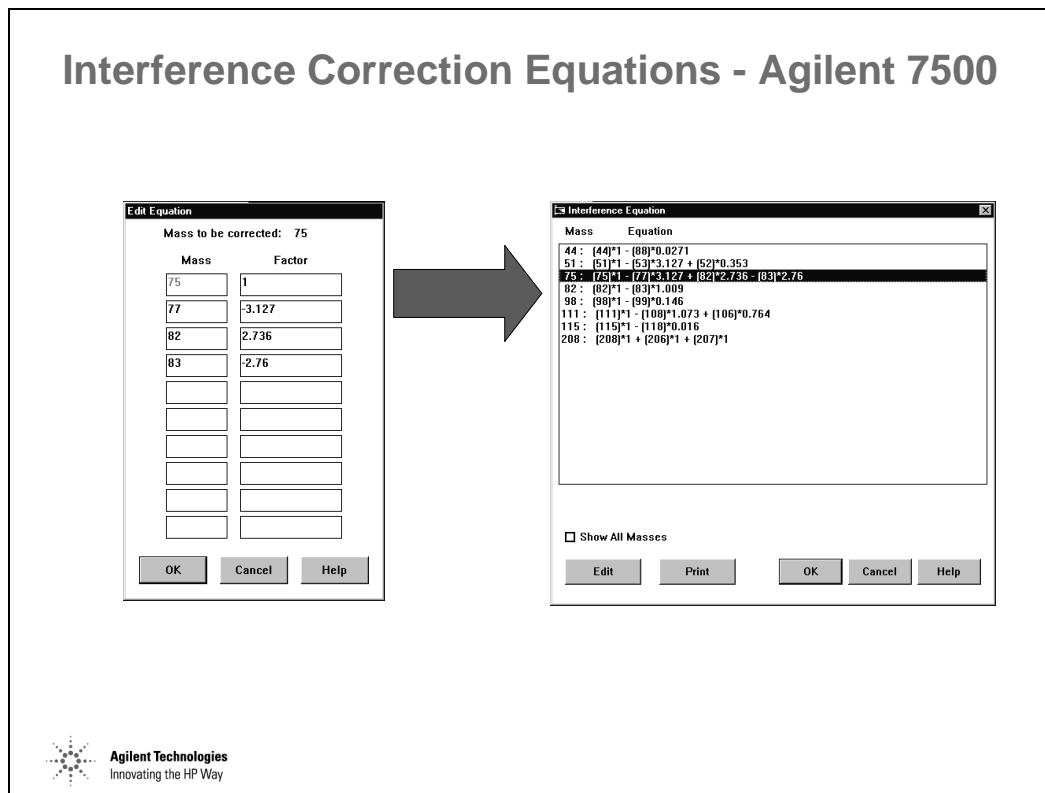 Interference Correction Equations - Agilent 7500
Edit Equation
Mass to be corrected: 75
Mass Factor
75 1
77 -3.127
82 2.736
83 -2.76
OK Cancel Help
Interference Equation
Mass Equation
44 : (44)*1 - (88)*0.0271
51 : (51)*1 - (53)*3.127 + (52)*0.353
75 : (75)*1 - (77)*3.127 + (82)*2.736 - (83)*2.76
82 : (82)*1 - (83)*1.009
98 : (98)*1 - (99)*0.146
111 : (111)*1 - (108)*1.073 + (106)*0.764
115 : (115)*1 - (118)*0.016
208 : (208)*1 + (206)*1 + (207)*1
Show All Masses
Edit Print OK Cancel Help
Agilent Technologies
Innovating the HP Way